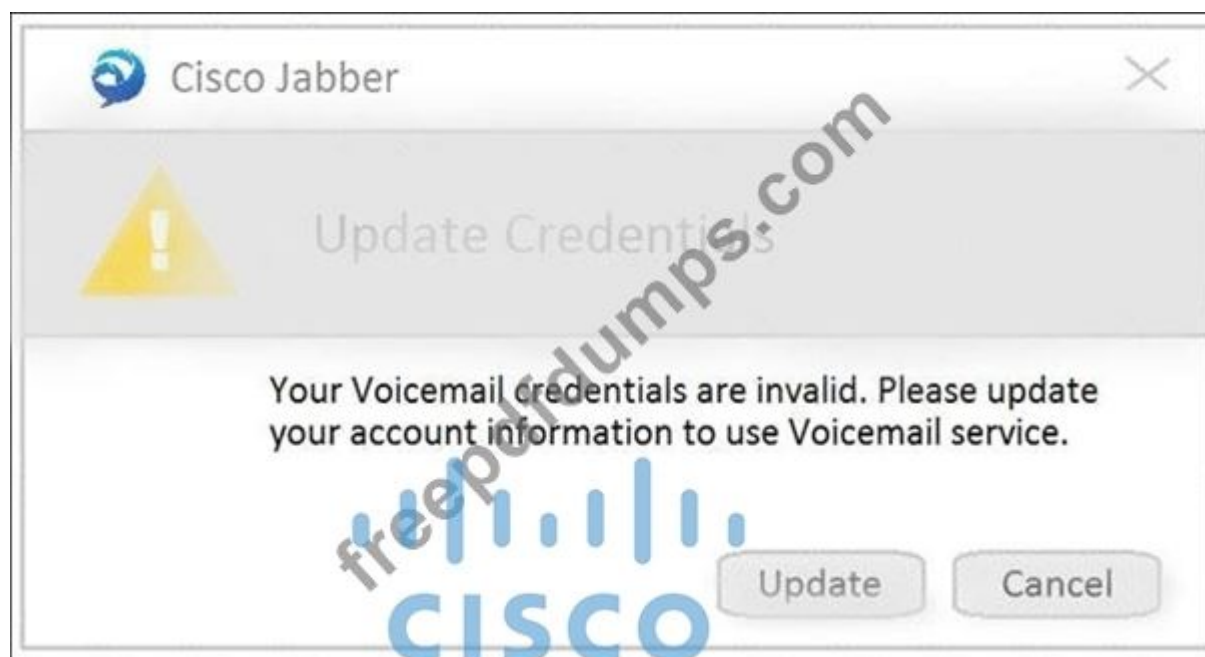 Cisco Jabber
Update Credentials
Your Voicemail credentials are invalid. Please update
your account information to use Voicemail service.
Update
Cancel
freepdfdumps.com
CISCO